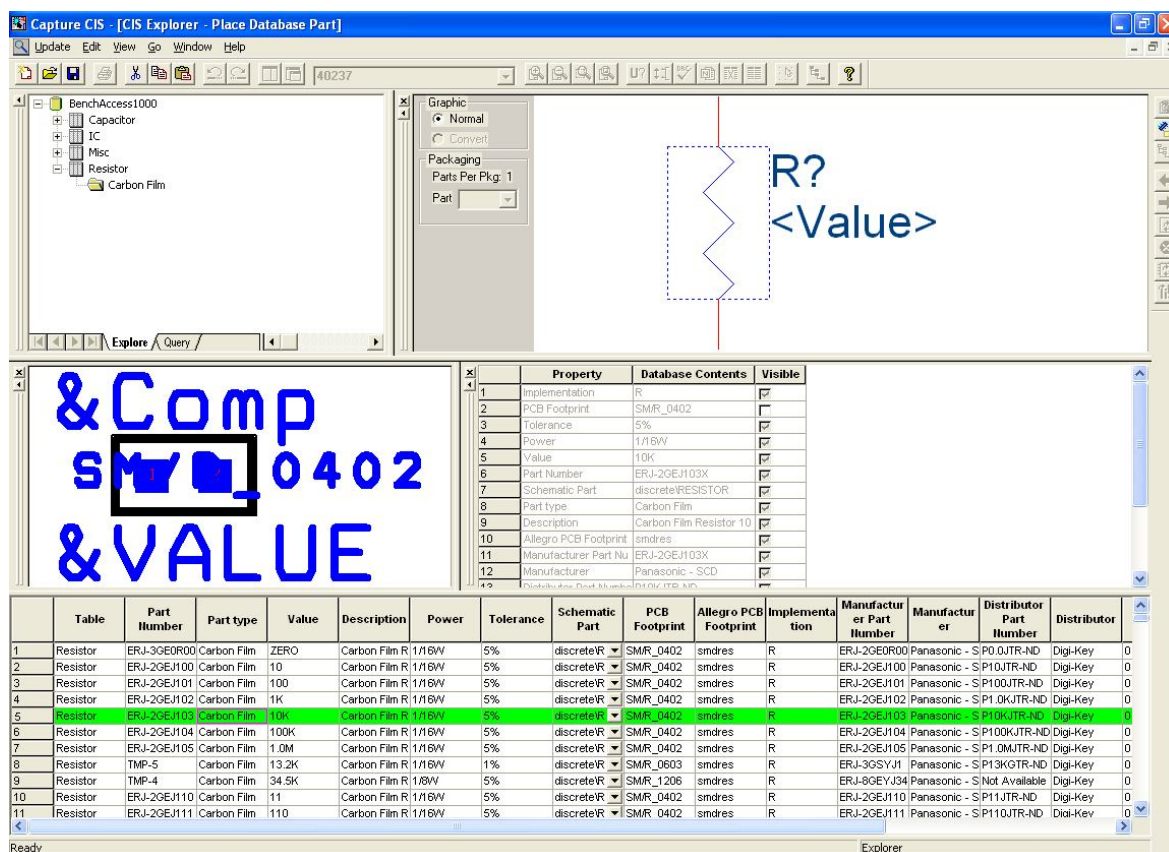 Capture CIS - [CIS Explorer - Place Database Part]
Update Edit View Go Window Help
40237
BenchAccess1000
Capacitor
IC
Misc
Resistor
Carbon Film
Explore Query
Graphic
Normal
Convert
Packaging
Parts Per Pkg: 1
Part
R?
<Value>
&Comp
SM/R_0402
1
&VALUE
Property Database Contents Visible
1 Implementation R
2 PCB Footprint SM/R_0402
3 Tolerance 5%
4 Power 1/16W
5 Value 10K
6 Part Number ERJ-2GEJ103X
7 Schematic Part discrete\RESISTOR
8 Part type Carbon Film
9 Description Carbon Film Resistor 10
10 Allegro PCB Footprint smdres
11 Manufacturer Part Nu ERJ-2GEJ103X
12 Manufacturer Panasonic - SCD
13 Distributor Part Numbe P10KJTR-ND
Table Part Number Part type Value Description Power Tolerance Schematic Part PCB Footprint Allegro PCB Footprint Implementa tion Manufactur er Part Number Manufactur er Distributor Part Number Distributor
1 Resistor ERJ-3GE0R00 Carbon Film ZERO Carbon Film R 1/16W 5% discrete\R SM/R_0402 smdres R ERJ-2GE0R00 Panasonic - S P0.0JTR-ND Digi-Key 0
2 Resistor ERJ-2GEJ100 Carbon Film 10 Carbon Film R 1/16W 5% discrete\R SM/R_0402 smdres R ERJ-2GEJ100 Panasonic - S P10JTR-ND Digi-Key 0
3 Resistor ERJ-2GEJ101 Carbon Film 100 Carbon Film R 1/16W 5% discrete\R SM/R_0402 smdres R ERJ-2GEJ101 Panasonic - S P100JTR-ND Digi-Key 0
4 Resistor ERJ-2GEJ102 Carbon Film 1K Carbon Film R 1/16W 5% discrete\R SM/R_0402 smdres R ERJ-2GEJ102 Panasonic - S P1.0KJTR-ND Digi-Key 0
5 Resistor ERJ-2GEJ103 Carbon Film 10K Carbon Film R 1/16W 5% discrete\R SM/R_0402 smdres R ERJ-2GEJ103 Panasonic - S P10KJTR-ND Digi-Key 0
6 Resistor ERJ-2GEJ104 Carbon Film 100K Carbon Film R 1/16W 5% discrete\R SM/R_0402 smdres R ERJ-2GEJ104 Panasonic - S P100KJTR-ND Digi-Key 0
7 Resistor ERJ-2GEJ105 Carbon Film 1.0M Carbon Film R 1/16W 5% discrete\R SM/R_0402 smdres R ERJ-2GEJ105 Panasonic - S P1.0MJTR-ND Digi-Key 0
8 Resistor TMP-5 Carbon Film 13.2K Carbon Film R 1/16W 1% discrete\R SM/R_0603 smdres R ERJ-3GSYJ1 Panasonic - S P13KGTR-ND Digi-Key 0
9 Resistor TMP-4 Carbon Film 34.5K Carbon Film R 1/8W 5% discrete\R SM/R_1206 smdres R ERJ-8GEYJ34 Panasonic - S Not Available Digi-Key 0
10 Resistor ERJ-2GEJ110 Carbon Film 11 Carbon Film R 1/16W 5% discrete\R SM/R_0402 smdres R ERJ-2GEJ110 Panasonic - S P11JTR-ND Digi-Key 0
11 Resistor ERJ-2GEJ111 Carbon Film 110 Carbon Film R 1/16W 5% discrete\R SM/R_0402 smdres R ERJ-2GEJ111 Panasonic - S P110JTR-ND Digi-Key 0
Ready Explorer